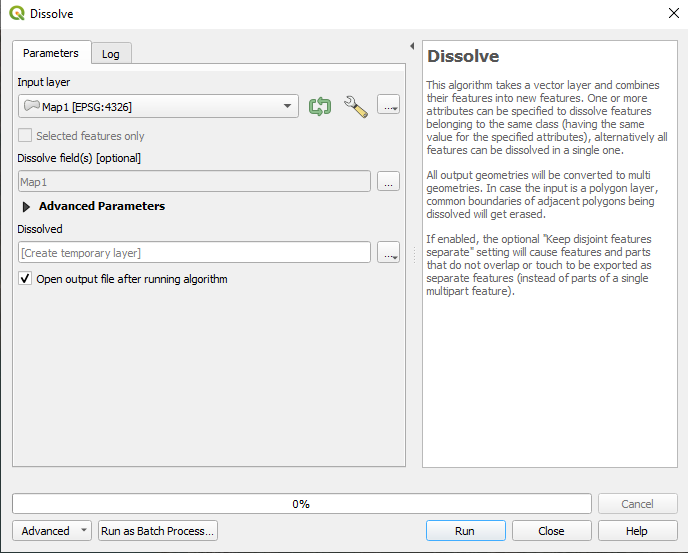 Dissolve
Parameters
Log
Input layer
Map1 [EPSG:4326]
...
Selected features only
Dissolve field(s) [optional]
Map1
...
Advanced Parameters
Dissolved
[Create temporary layer]
...
Open output file after running algorithm
Dissolve
This algorithm takes a vector layer and combines
their features into new features. One or more
attributes can be specified to dissolve features
belonging to the same class (having the same
value for the specified attributes), alternatively all
features can be dissolved in a single one.
All output geometries will be converted to multi
geometries. In case the input is a polygon layer,
common boundaries of adjacent polygons being
dissolved will get erased.
If enabled, the optional "Keep disjoint features
separate" setting will cause features and parts
that do not overlap or touch to be exported as
separate features (instead of parts of a single
multipart feature).
0%
Cancel
Advanced
Run as Batch Process...
Run
Close
Help